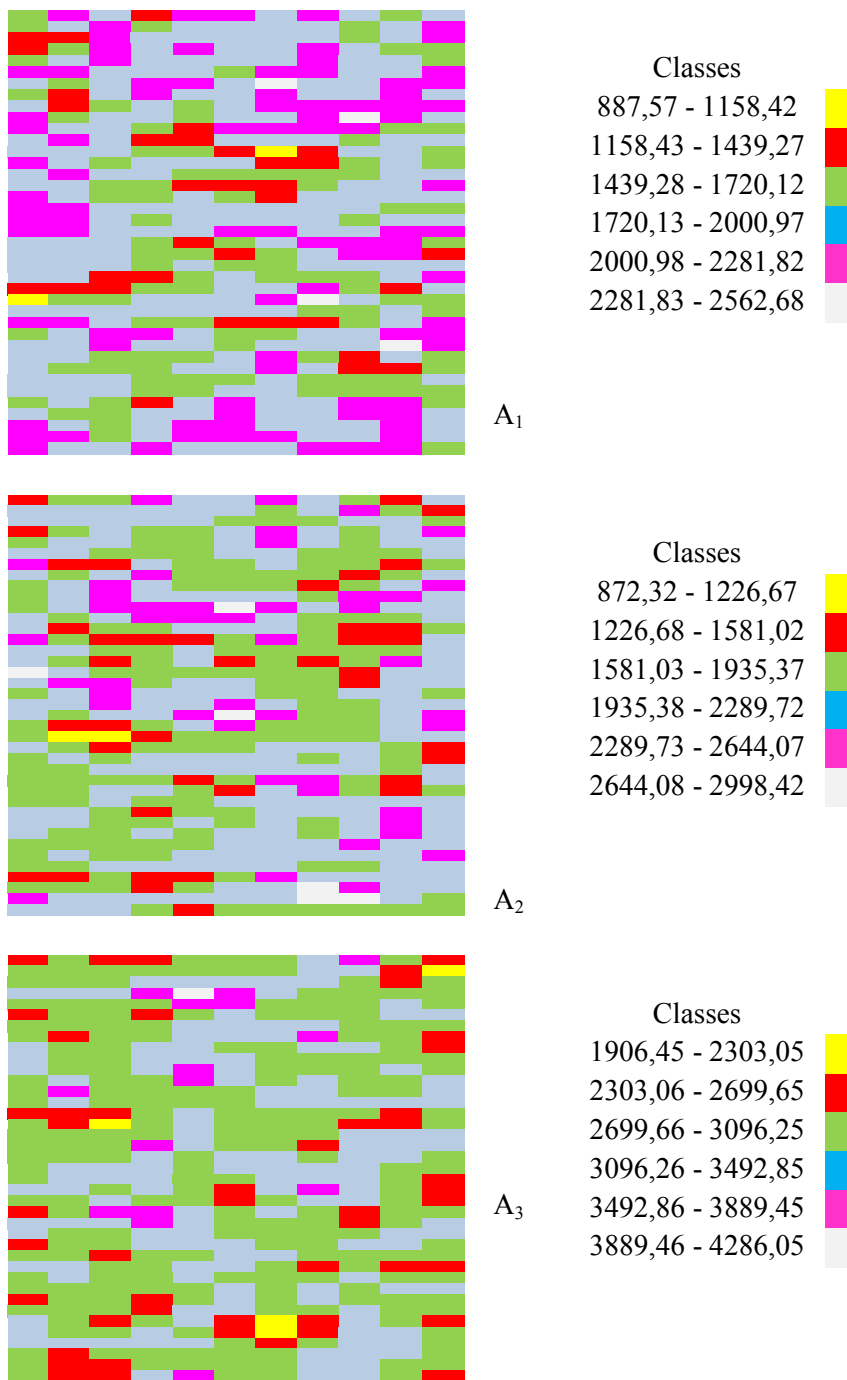 Classes
887,57 - 1158,42
1158,43 - 1439,27
1439,28 - 1720,12
1720,13 - 2000,97
2000,98 - 2281,82
2281,83 - 2562,68
A₁
Classes
872,32 - 1226,67
1226,68 - 1581,02
1581,03 - 1935,37
1935,38 - 2289,72
2289,73 - 2644,07
2644,08 - 2998,42
A₂
Classes
1906,45 - 2303,05
2303,06 - 2699,65
2699,66 - 3096,25
3096,26 - 3492,85
3492,86 - 3889,45
3889,46 - 4286,05
A₃